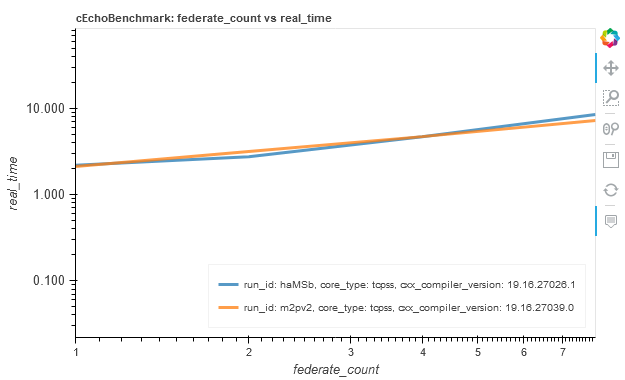 cEchoBenchmark: federate_count vs real_time
10.000
1.000
0.100
real_time
run_id: haMSb, core_type: tcpss, cxx_compiler_version: 19.16.27026.1
run_id: m2pv2, core_type: tcpss, cxx_compiler_version: 19.16.27039.0
1 2 3 4 5 6 7
federate_count